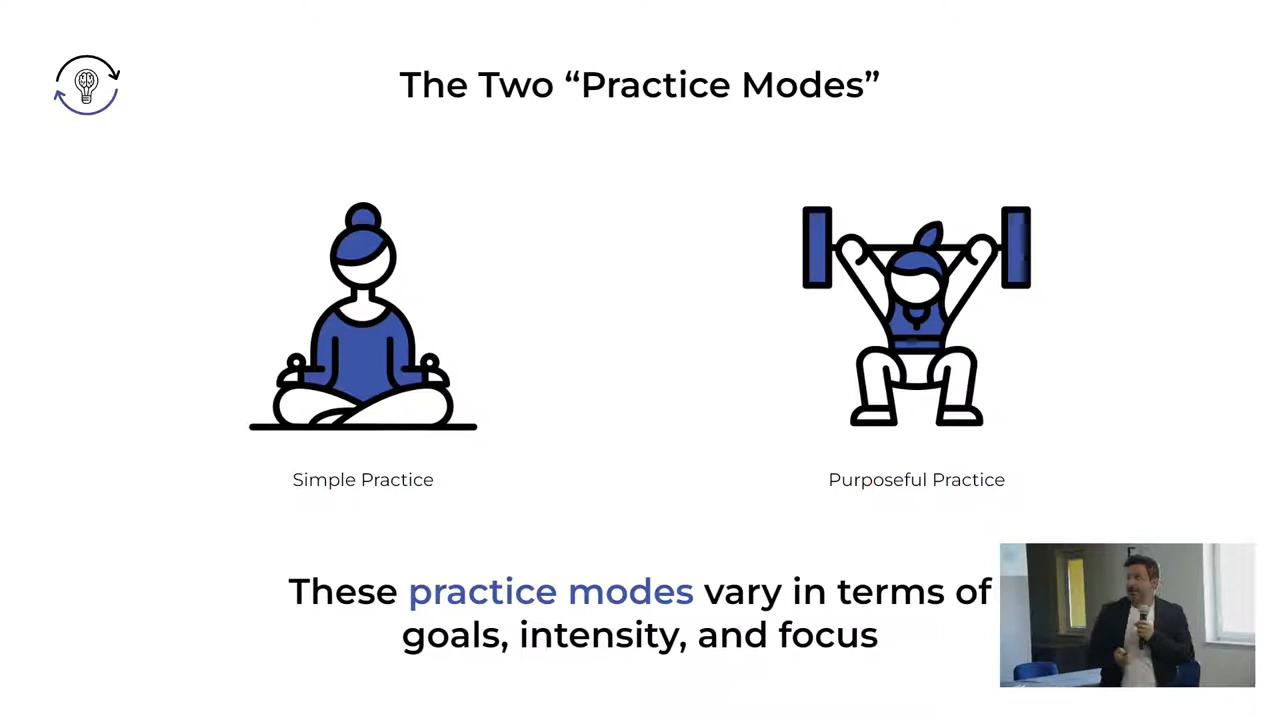 The Two “Practice Modes”
Simple Practice
Purposeful Practice
These practice modes vary in terms of
goals, intensity, and focus